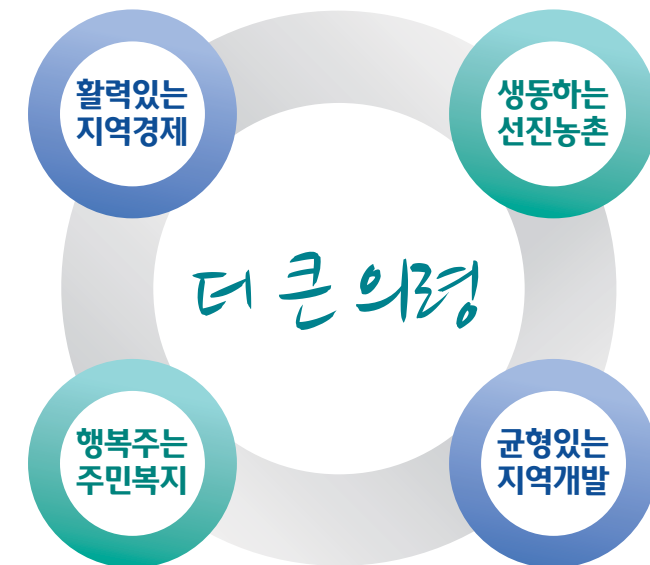 활력있는
지역경제
생동하는
선진농촌
더 큰 의령
행복주는
주민복지
균형있는
지역개발